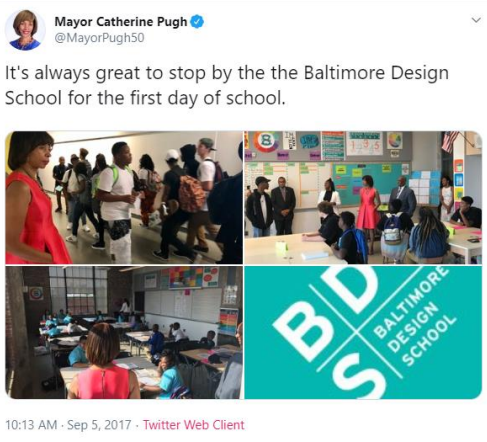 Mayor Catherine Pugh
@MayorPugh50
It's always great to stop by the the Baltimore Design
School for the first day of school.
B
BD
S
BALTIMORE
DESIGN
SCHOOL
10:13 AM · Sep 5, 2017 · Twitter Web Client